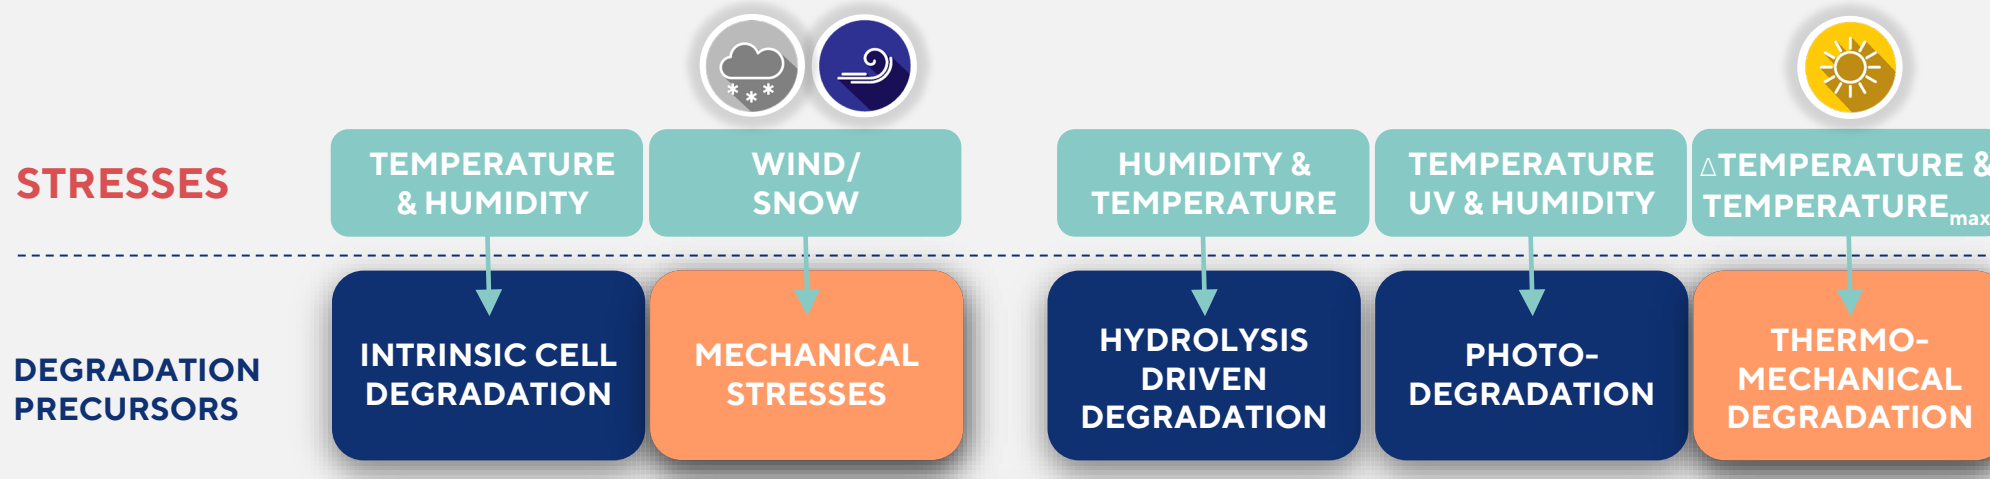 STRESSES
TEMPERATURE
& HUMIDITY
WIND/
SNOW
HUMIDITY &
TEMPERATURE
TEMPERATURE
UV & HUMIDITY
ΔTEMPERATURE &
TEMPERATUREmax
DEGRADATION
PRECURSORS
INTRINSIC CELL
DEGRADATION
MECHANICAL
STRESSES
HYDROLYSIS
DRIVEN
DEGRADATION
PHOTO-
DEGRADATION
THERMO-
MECHANICAL
DEGRADATION